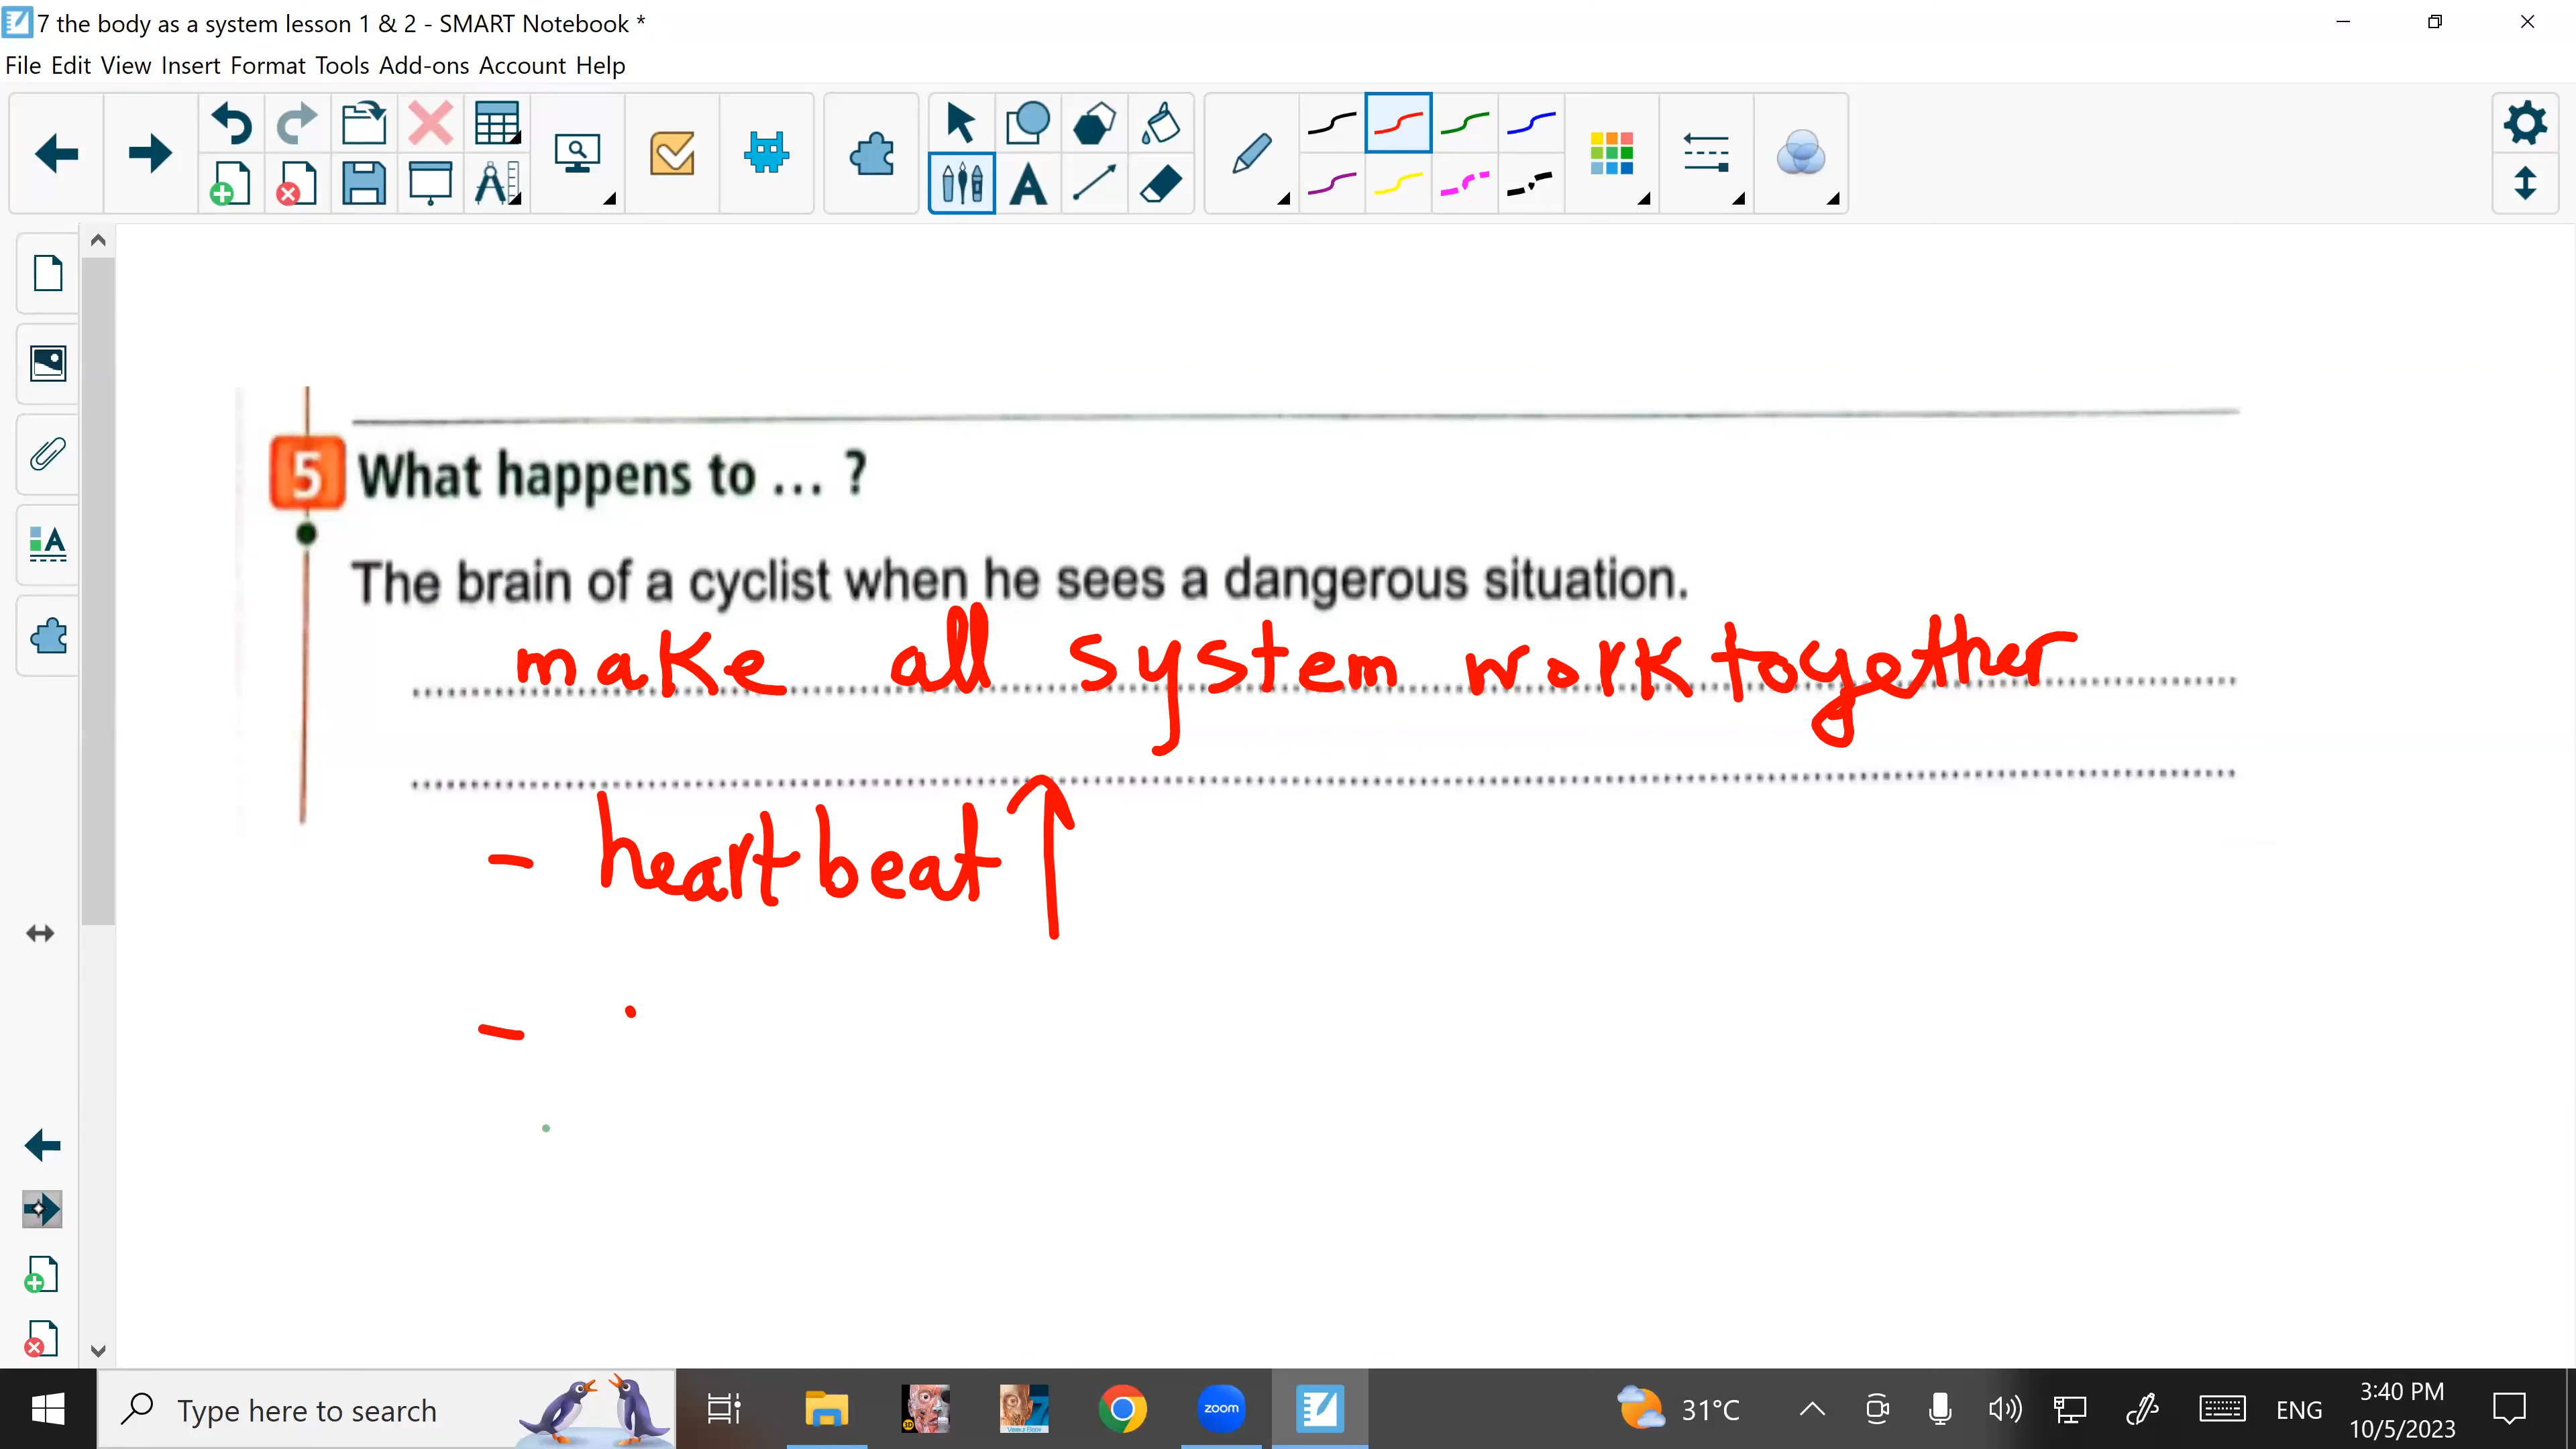 7 the body as a system lesson 1 & 2 - SMART Notebook *
File Edit View Insert Format Tools Add-ons Account Help
5 What happens to ... ?
The brain of a cyclist when he sees a dangerous situation.
make all system work together
- heartbeat ↑
-
Type here to search
zoom
31°C
ENG
3:40 PM
10/5/2023